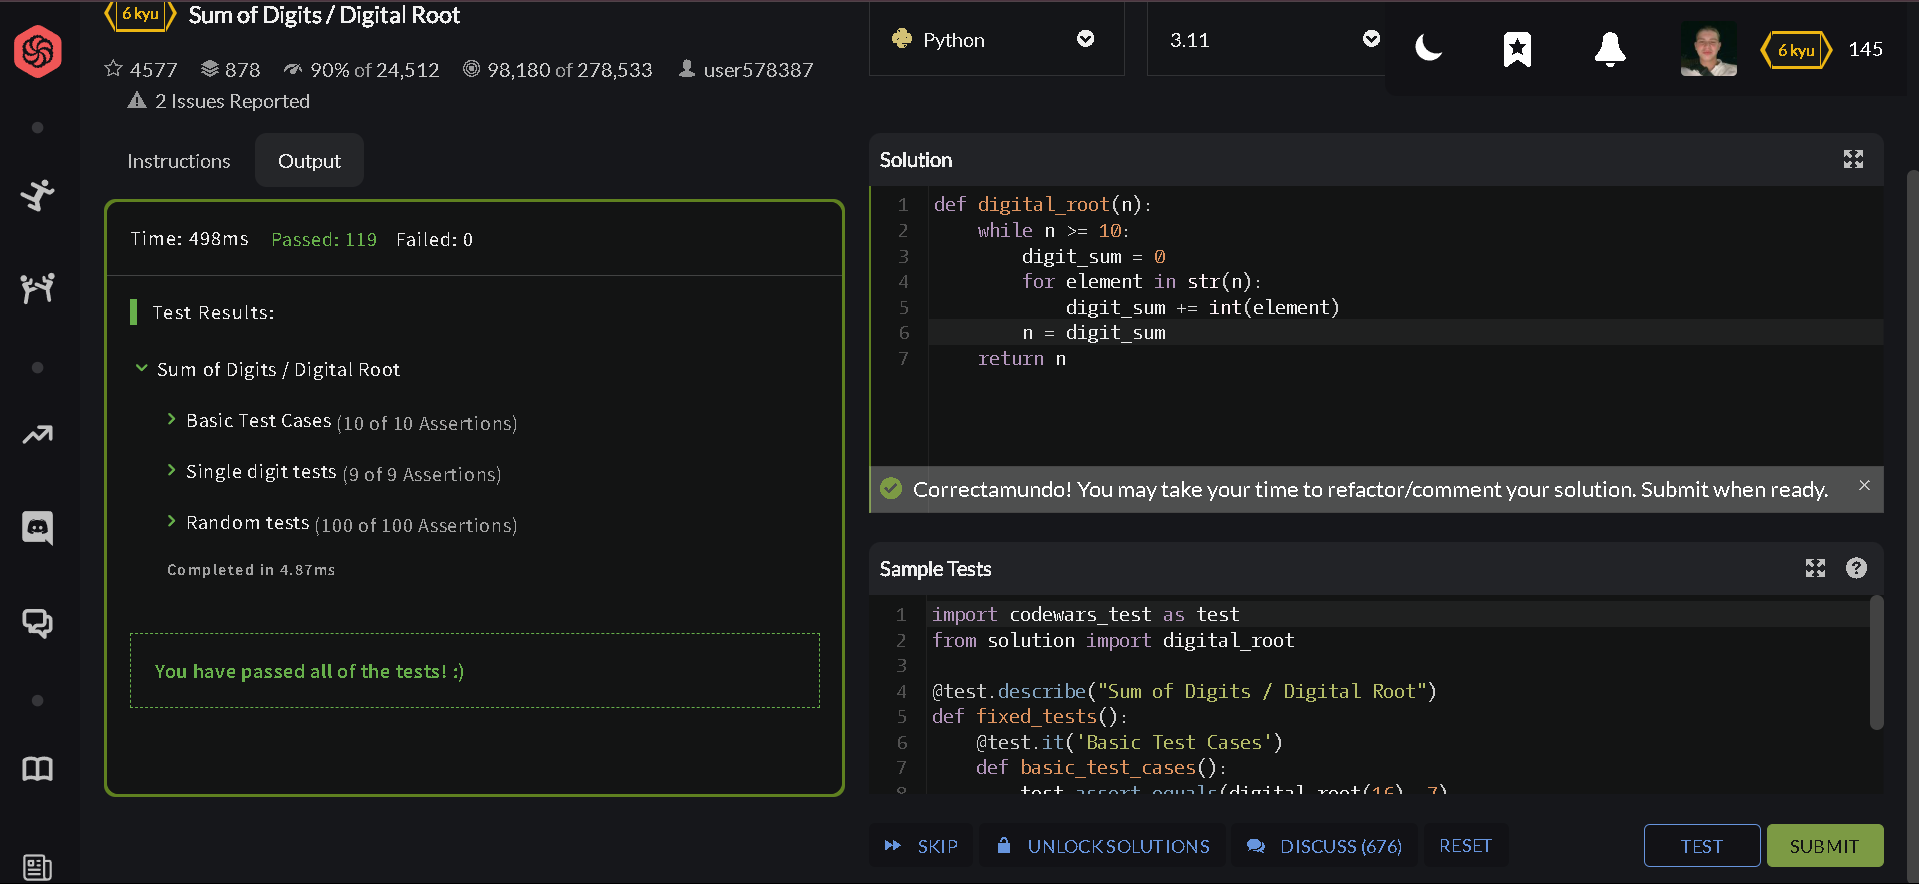 6 kyu Sum of Digits / Digital Root
4577 878 90% of 24,512 98,180 of 278,533 user578387
2 Issues Reported
Python
3.11
6 kyu 145
Instructions Output
Time: 498ms Passed: 119 Failed: 0
Test Results:
Sum of Digits / Digital Root
Basic Test Cases (10 of 10 Assertions)
Single digit tests (9 of 9 Assertions)
Random tests (100 of 100 Assertions)
Completed in 4.87ms
You have passed all of the tests! :)
Solution
1 def digital_root(n):
2 while n >= 10:
3 digit_sum = 0
4 for element in str(n):
5 digit_sum += int(element)
6 n = digit_sum
7 return n
Correctamundo! You may take your time to refactor/comment your solution. Submit when ready. ×
Sample Tests ?
1 import codewars_test as test
2 from solution import digital_root
3
4 @test.describe("Sum of Digits / Digital Root")
5 def fixed_tests():
6 @test.it('Basic Test Cases')
7 def basic_test_cases():
8 test.assert_equals(digital_root(16), 7)
SKIP UNLOCK SOLUTIONS DISCUSS (676) RESET TEST SUBMIT